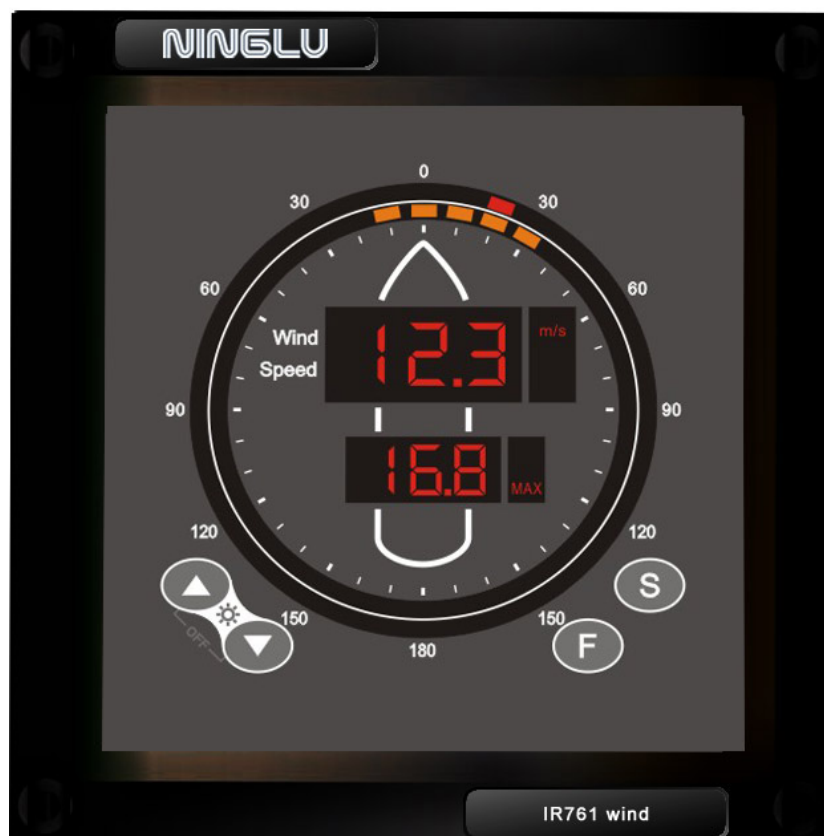 NINGLU
0
30 30
60 60
Wind 12.3 m/s
Speed
90 90
16.8 MAX
120 120
S
OFF
150 150
F
180
IR761 wind